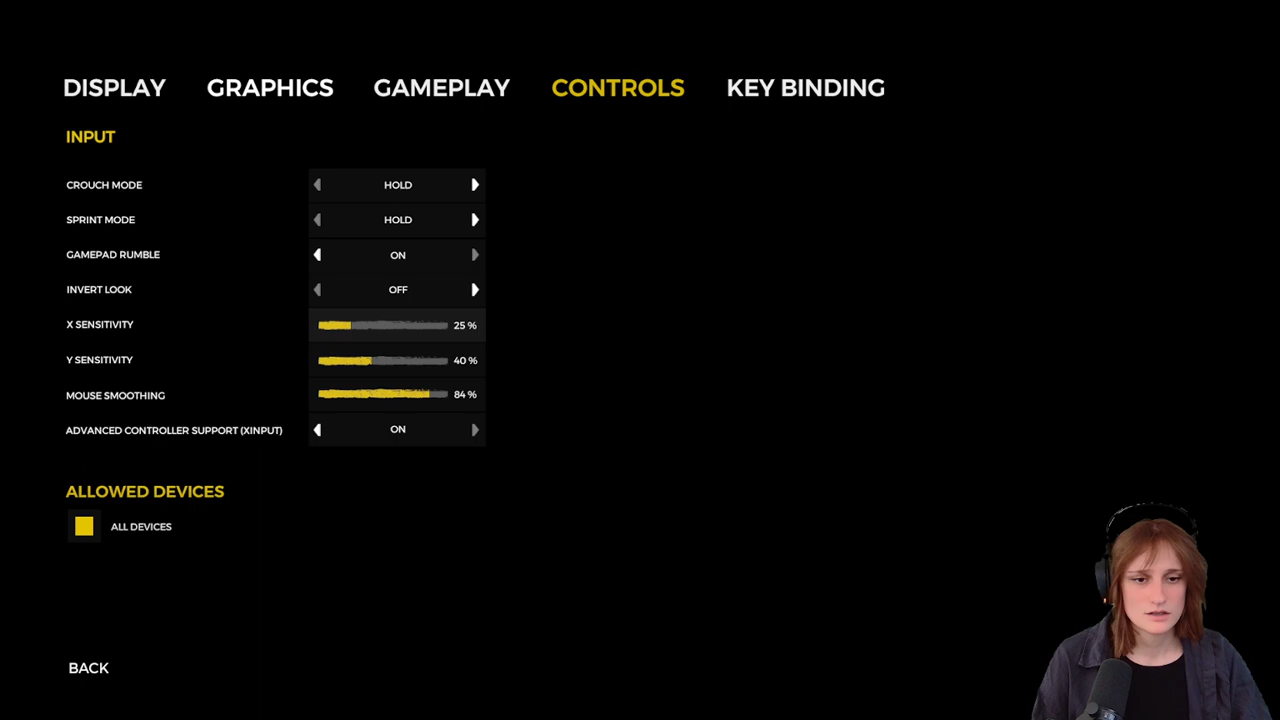 DISPLAY GRAPHICS GAMEPLAY CONTROLS KEY BINDING
INPUT
CROUCH MODE HOLD
SPRINT MODE HOLD
GAMEPAD RUMBLE ON
INVERT LOOK OFF
X SENSITIVITY 25 %
Y SENSITIVITY 40 %
MOUSE SMOOTHING 84 %
ADVANCED CONTROLLER SUPPORT (XINPUT) ON
ALLOWED DEVICES
ALL DEVICES
BACK